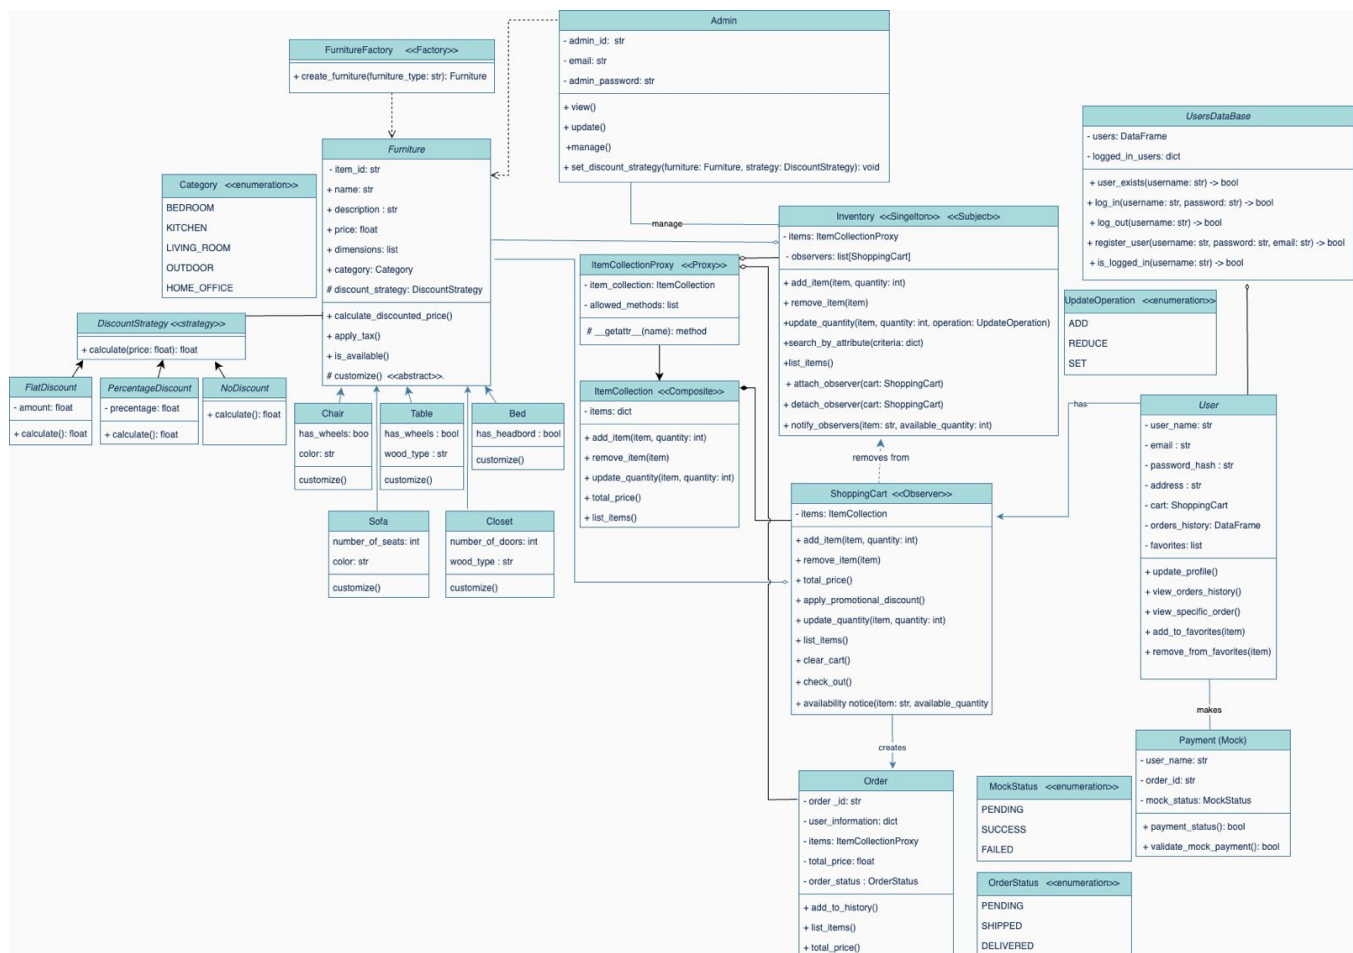 Admin
- admin_id:  str
- email: str
- admin_password: str
+ view()
+ update()
+manage()
+ set_discount_strategy(furniture: Furniture, strategy: DiscountStrategy): void
FurnitureFactory   <<Factory>>
+ create_furniture(furniture_type: str): Furniture
UsersDataBase
- users: DataFrame
- logged_in_users: dict
+ user_exists(username: str) -> bool
+ log_in(username: str, password: str) -> bool
+ log_out(username: str) -> bool
+ register_user(username: str, password: str, email: str) -> bool
+ is_logged_in(username: str) -> bool
Furniture
- item_id: str
+ name: str
+ description : str
+ price: float
+ dimensions: list
+ category: Category
# discount_strategy: DiscountStrategy
+ calculate_discounted_price()
+ apply_tax()
+ is_available()
# customize()  <<abstract>>.
Category   <<enumeration>>
BEDROOM
KITCHEN
LIVING_ROOM
OUTDOOR
HOME_OFFICE
manage
Inventory   <<Singelton>>   <<Subject>>
- items: ItemCollectionProxy
- observers: list[ShoppingCart]
+ add_item(item, quantity: int)
+ remove_item(item)
+update_quantity(item, quantity: int, operation: UpdateOperation)
+search_by_attribute(criteria: dict)
+list_items()
+ attach_observer(cart: ShoppingCart)
+ detach_observer(cart: ShoppingCart)
+ notify_observers(item: str, available_quantity: int)
ItemCollectionProxy   <<Proxy>>
- item_collection: ItemCollection
- allowed_methods: list
# __getattr__(name): method
UpdateOperation   <<enumeration>>
ADD
REDUCE
SET
DiscountStrategy <<strategy>>
+ calculate(price: float): float
FlatDiscount
- amount: float
+ calculate(): float
PercentageDiscount
- precentage: float
+ calculate(): float
NoDiscount
+ calculate(): float
Chair
has_wheels: boo
color: str
customize()
Table
has_wheels : bool
wood_type : str
customize()
Bed
has_headbord : bool
customize()
ItemCollection   <<Composite>>
- items: dict
+ add_item(item, quantity: int)
+ remove_item(item)
+ update_quantity(item, quantity: int)
+ total_price()
+ list_items()
has
User
- user_name: str
- email : str
- password_hash : str
- address : str
- cart: ShoppingCart
- orders_history: DataFrame
- favorites: list
+ update_profile()
+ view_orders_history()
+ view_specific_order()
+ add_to_favorites(item)
+ remove_from_favorites(item)
removes from
ShoppingCart   <<Observer>>
- items: ItemCollection
+ add_item(item, quantity: int)
+ remove_item(item)
+ total_price()
+ apply_promotional_discount()
+ update_quantity(item, quantity: int)
+ list_items()
+ clear_cart()
+ check_out()
+ availability notice(item: str, available_quantity
Sofa
number_of_seats: int
color: str
customize()
Closet
number_of_doors: int
wood_type : str
customize()
makes
creates
Payment (Mock)
- user_name: str
- order_id: str
- mock_status: MockStatus
+ payment_status(): bool
+ validate_mock_payment(): bool
Order
- order _id: str
- user_information: dict
- items: ItemCollectionProxy
- total_price: float
- order_status : OrderStatus
+ add_to_history()
+ list_items()
+ total_price()
MockStatus   <<enumeration>>
PENDING
SUCCESS
FAILED
OrderStatus   <<enumeration>>
PENDING
SHIPPED
DELIVERED